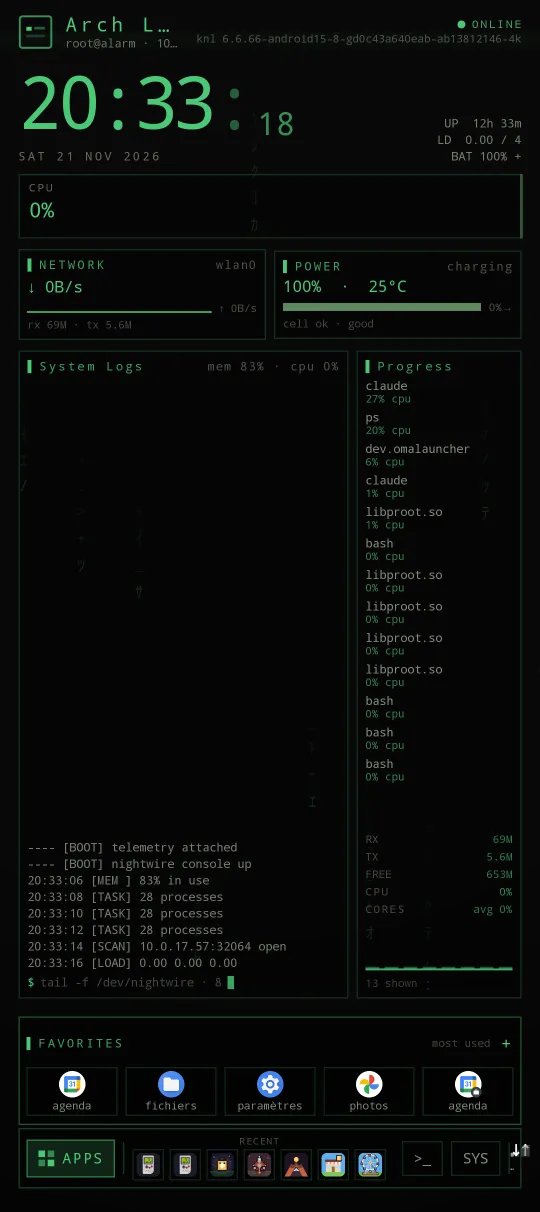 Arch L…
● ONLINE
root@alarm · 10…
knl 6.6.66-android15-8-gd0c43a640eab-ab13812146-4k
20:33:18
UP 12h 33m
LD 0.00 / 4
SAT 21 NOV 2026
BAT 100% +
CPU
0%
NETWORK wlan0
↓ 0B/s
↑ 0B/s
rx 69M · tx 5.6M
POWER charging
100% · 25°C
0%→
cell ok · good
System Logs mem 83% · cpu 0%
---- [BOOT] telemetry attached
---- [BOOT] nightwire console up
20:33:06 [MEM ] 83% in use
20:33:08 [TASK] 28 processes
20:33:10 [TASK] 28 processes
20:33:12 [TASK] 28 processes
20:33:14 [SCAN] 10.0.17.57:32064 open
20:33:16 [LOAD] 0.00 0.00 0.00
$ tail -f /dev/nightwire · 8
Progress
claude
27% cpu
ps
20% cpu
dev.omalauncher
6% cpu
claude
1% cpu
libproot.so
1% cpu
bash
0% cpu
libproot.so
0% cpu
libproot.so
0% cpu
libproot.so
0% cpu
libproot.so
0% cpu
bash
0% cpu
bash
0% cpu
bash
0% cpu
RX 69M
TX 5.6M
FREE 653M
CPU 0%
CORES avg 0%
13 shown
FAVORITES most used +
31
31
agenda fichiers paramètres photos agenda
RECENT
APPS
>_
SYS